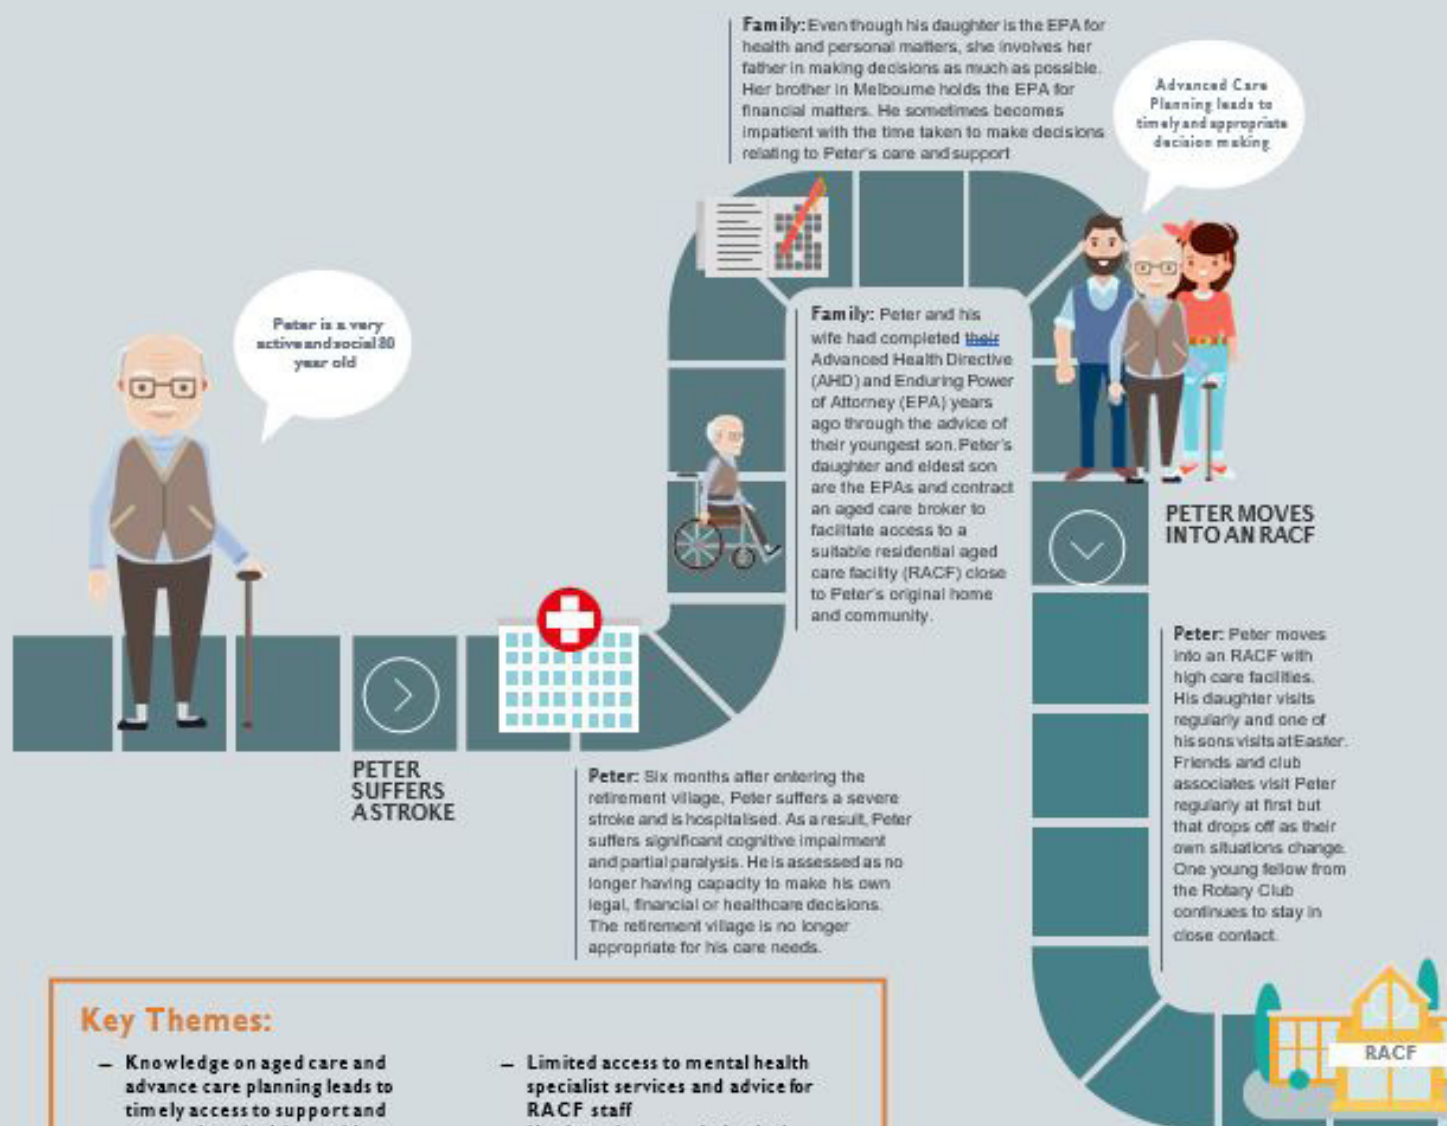 Family: Even though his daughter is the EPA for
health and personal matters, she involves her
father in making decisions as much as possible.
Her brother in Melbourne holds the EPA for
financial matters. He sometimes becomes
impatient with the time taken to make decisions
relating to Peter's care and support
Advanced Care
Planning leads to
timely and appropriate
decision making
Peter is a very
active and social 80
year old
Family: Peter and his
wife had completed their
Advanced Health Directive
(AHD) and Enduring Power
of Attorney (EPA) years
ago through the advice of
their youngest son. Peter's
daughter and eldest son
are the EPAs and contract
an aged care broker to
facilitate access to a
suitable residential aged
care facility (RACF) close
to Peter's original home
and community.
PETER MOVES
INTO AN RACF
Peter: Peter moves
into an RACF with
high care facilities.
His daughter visits
regularly and one of
his sons visits at Easter.
Friends and club
associates visit Peter
regularly at first but
that drops off as their
own situations change.
One young fellow from
the Rotary Club
continues to stay in
close contact.
PETER
SUFFERS
A STROKE
Peter: Six months after entering the
retirement village, Peter suffers a severe
stroke and is hospitalised. As a result, Peter
suffers significant cognitive impairment
and partial paralysis. He is assessed as no
longer having capacity to make his own
legal, financial or healthcare decisions.
The retirement village is no longer
appropriate for his care needs.
RACF
Key Themes:
– Knowledge on aged care and
advance care planning leads to
timely access to support and
– Limited access to mental health
specialist services and advice for
RACF staff